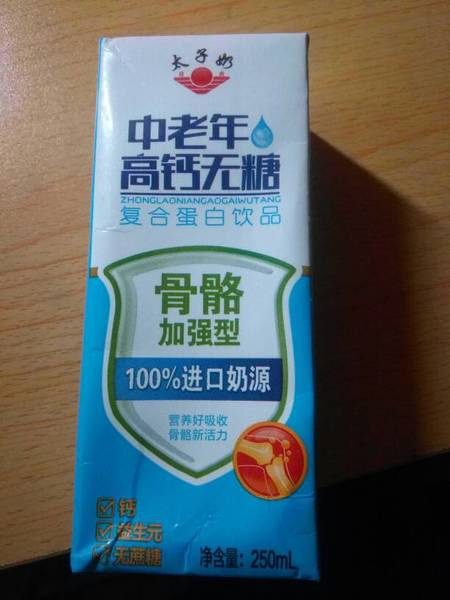 太子奶
中老年
高钙无糖
ZHONGLAONIANGAOGAIWUTANG
复合蛋白饮品
骨骼
加强型
100%进口奶源
营养好吸收
骨骼新活力
钙
益生元
无蔗糖
净含量：250mL